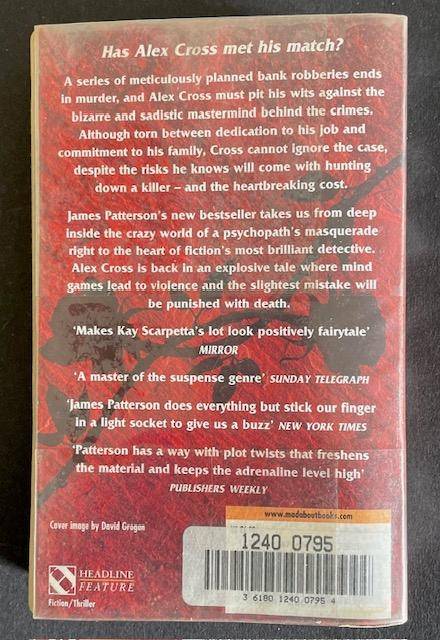 Has Alex Cross met his match?
A series of meticulously planned bank robberies ends
in murder, and Alex Cross must pit his wits against the
bizarre and sadistic mastermind behind the crimes.
Although torn between dedication to his job and
commitment to his family, Cross cannot ignore the case,
despite the risks he knows will come with hunting
down a killer – and the heartbreaking cost.
James Patterson's new bestseller takes us from deep
inside the crazy world of a psychopath's masquerade
right to the heart of fiction's most brilliant detective.
Alex Cross is back in an explosive tale where mind
games lead to violence and the slightest mistake will
be punished with death.
'Makes Kay Scarpetta's lot look positively fairytale'
MIRROR
'A master of the suspense genre' SUNDAY TELEGRAPH
'James Patterson does everything but stick our finger
in a light socket to give us a buzz' NEW YORK TIMES
'Patterson has a way with plot twists that freshens
the material and keeps the adrenaline level high'
PUBLISHERS WEEKLY
www.madaboutbooks.com
Cover image by David Grogan
1240 0795
HEADLINE
FEATURE
3 6180 1240 0795 4
Fiction/Thriller